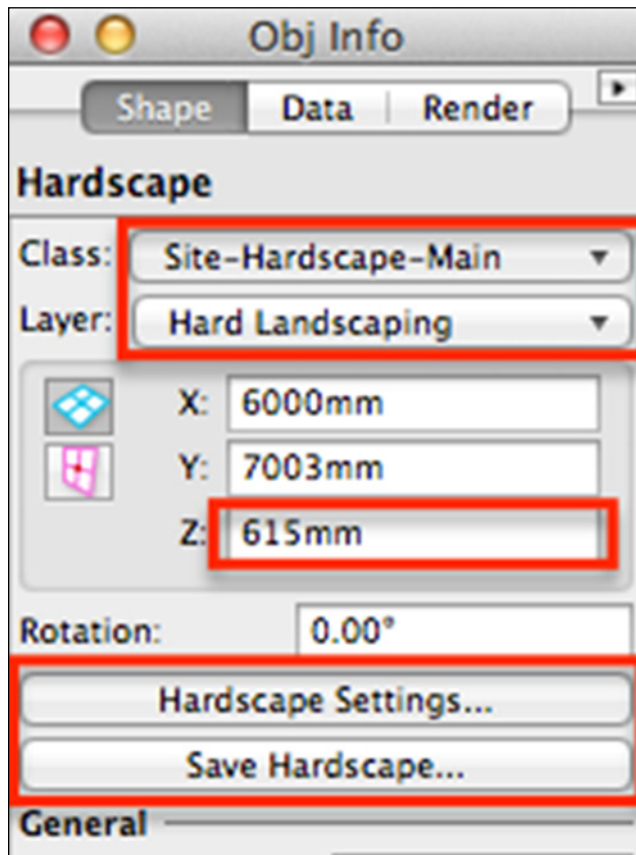 Obj Info
Shape Data Render
Hardscape
Class: Site-Hardscape-Main
Layer: Hard Landscaping
X: 6000mm
Y: 7003mm
Z: 615mm
Rotation: 0.00°
Hardscape Settings...
Save Hardscape...
General